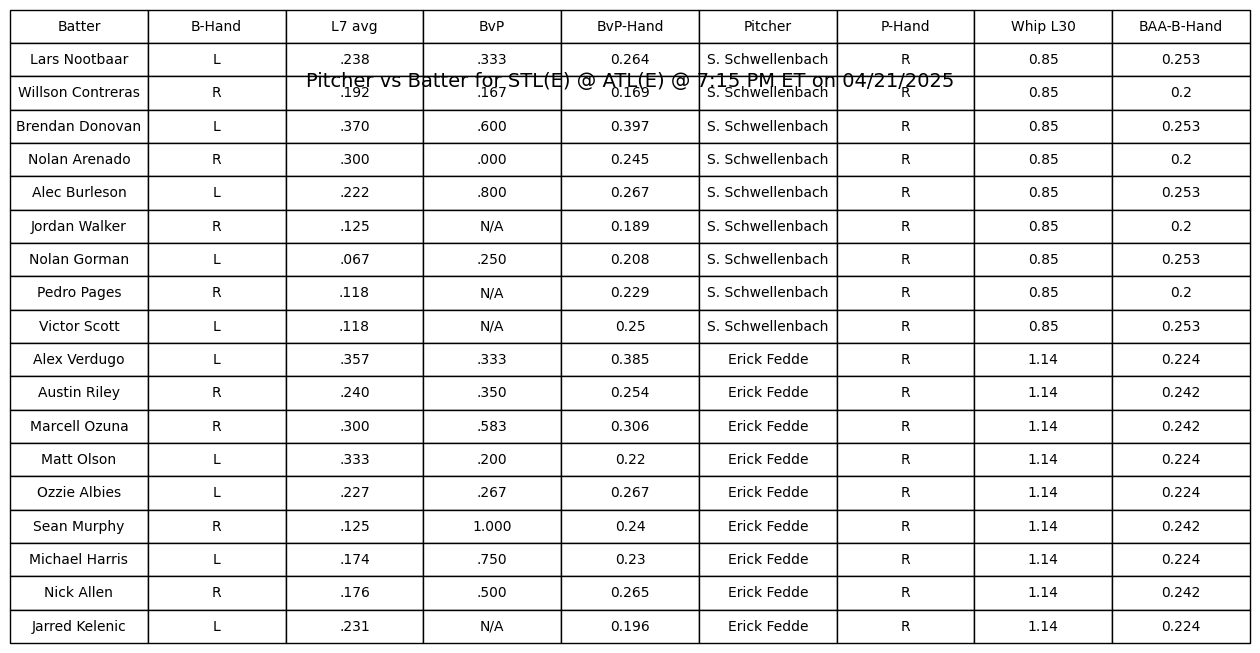 Batter B-Hand L7 avg BvP BvP-Hand Pitcher P-Hand Whip L30 BAA-B-Hand
Lars Nootbaar L .238 .333 0.264 S. Schwellenbach R 0.85 0.253
Pitcher vs Batter for STL(E) @ ATL(E) @ 7:15 PM ET on 04/21/2025
Willson Contreras R .192 .167 0.169 S. Schwellenbach R 0.85 0.2
Brendan Donovan L .370 .600 0.397 S. Schwellenbach R 0.85 0.253
Nolan Arenado R .300 .000 0.245 S. Schwellenbach R 0.85 0.2
Alec Burleson L .222 .800 0.267 S. Schwellenbach R 0.85 0.253
Jordan Walker R .125 N/A 0.189 S. Schwellenbach R 0.85 0.2
Nolan Gorman L .067 .250 0.208 S. Schwellenbach R 0.85 0.253
Pedro Pages R .118 N/A 0.229 S. Schwellenbach R 0.85 0.2
Victor Scott L .118 N/A 0.25 S. Schwellenbach R 0.85 0.253
Alex Verdugo L .357 .333 0.385 Erick Fedde R 1.14 0.224
Austin Riley R .240 .350 0.254 Erick Fedde R 1.14 0.242
Marcell Ozuna R .300 .583 0.306 Erick Fedde R 1.14 0.242
Matt Olson L .333 .200 0.22 Erick Fedde R 1.14 0.224
Ozzie Albies L .227 .267 0.267 Erick Fedde R 1.14 0.224
Sean Murphy R .125 1.000 0.24 Erick Fedde R 1.14 0.242
Michael Harris L .174 .750 0.23 Erick Fedde R 1.14 0.224
Nick Allen R .176 .500 0.265 Erick Fedde R 1.14 0.242
Jarred Kelenic L .231 N/A 0.196 Erick Fedde R 1.14 0.224